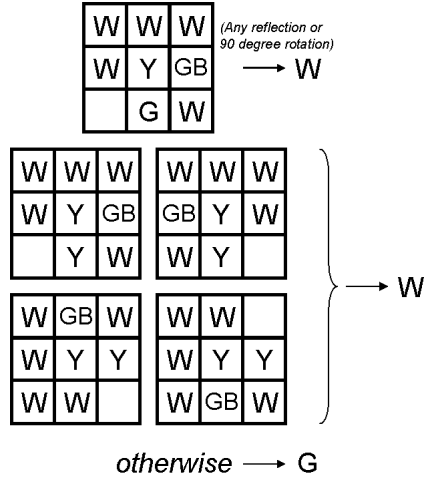 W W W
W Y GB
G W
(Any reflection or
90 degree rotation)
W
W W W
W Y GB
Y W
W W W
GB Y W
W Y
W GB W
W Y Y
W W
W W
W Y Y
W GB W
W
otherwise
G